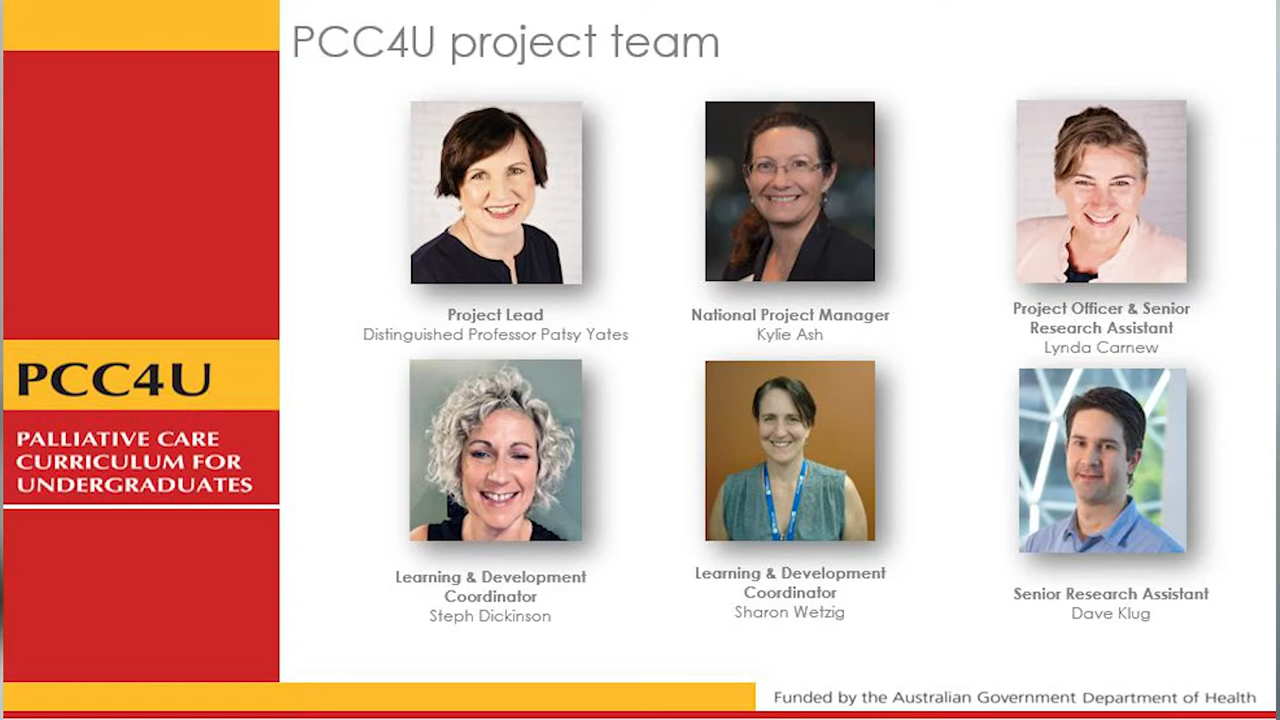 PCC4U project team
Project Lead
Distinguished Professor Patsy Yates
National Project Manager
Kylie Ash
Project Officer & Senior
Research Assistant
Lynda Carnew
PCC4U
PALLIATIVE CARE
CURRICULUM FOR
UNDERGRADUATES
Learning & Development
Coordinator
Steph Dickinson
Learning & Development
Coordinator
Sharon Wetzig
Senior Research Assistant
Dave Klug
Funded by the Australian Government Department of Health